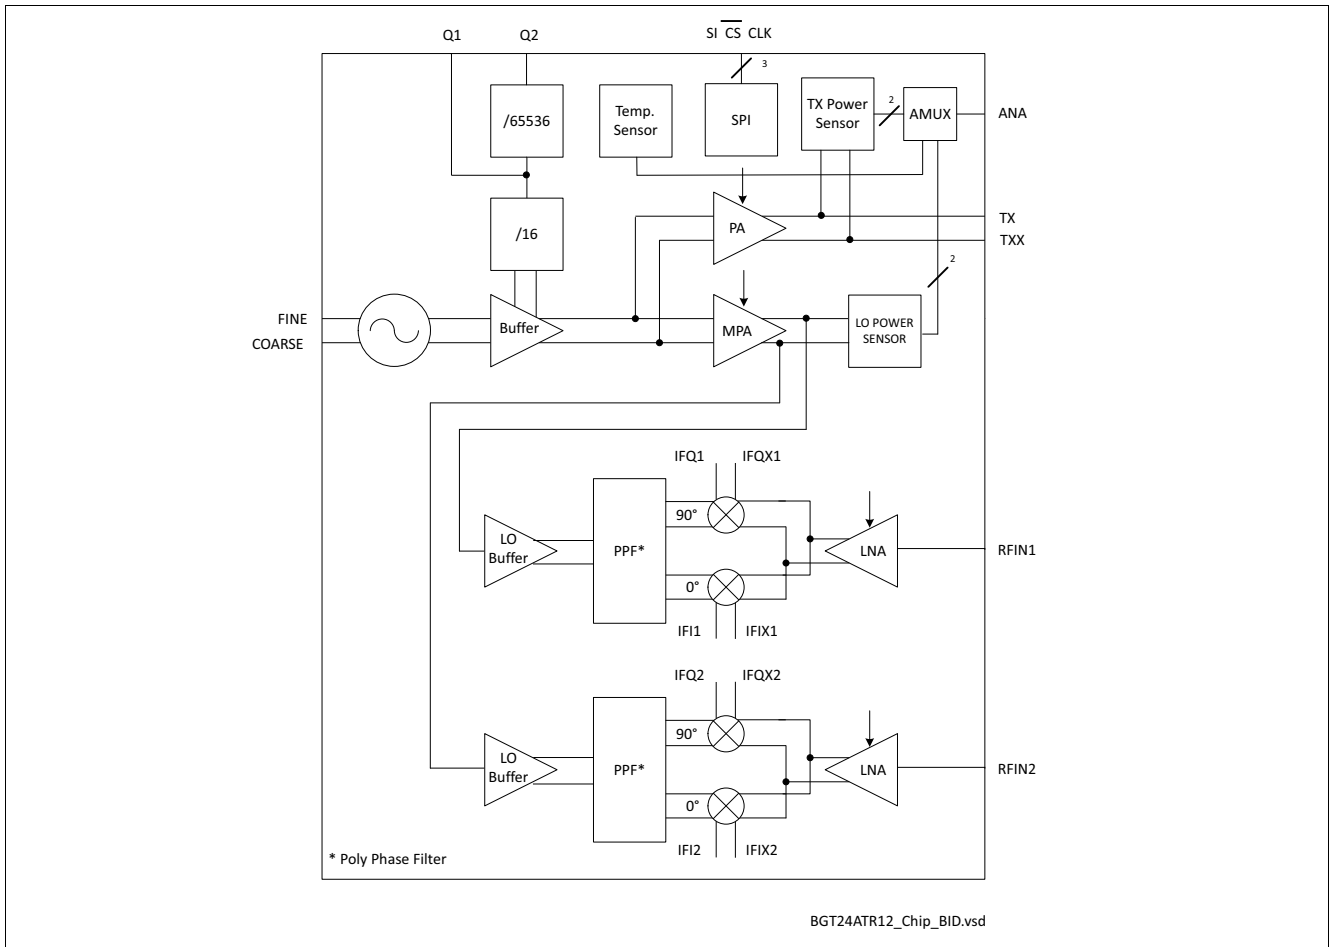 Q1 Q2 SI CS CLK
3
/65536
Temp.
Sensor
SPI
TX Power
Sensor
2
AMUX
ANA
/16
PA
TX
TXX
2
FINE
COARSE
Buffer
MPA
LO POWER
SENSOR
IFQ1 IFQX1
90°
LO
Buffer
PPF*
LNA
RFIN1
0°
IFI1 IFIX1
IFQ2 IFQX2
90°
LO
Buffer
PPF*
LNA
RFIN2
0°
IFI2 IFIX2
* Poly Phase Filter
BGT24ATR12_Chip_BID.vsd